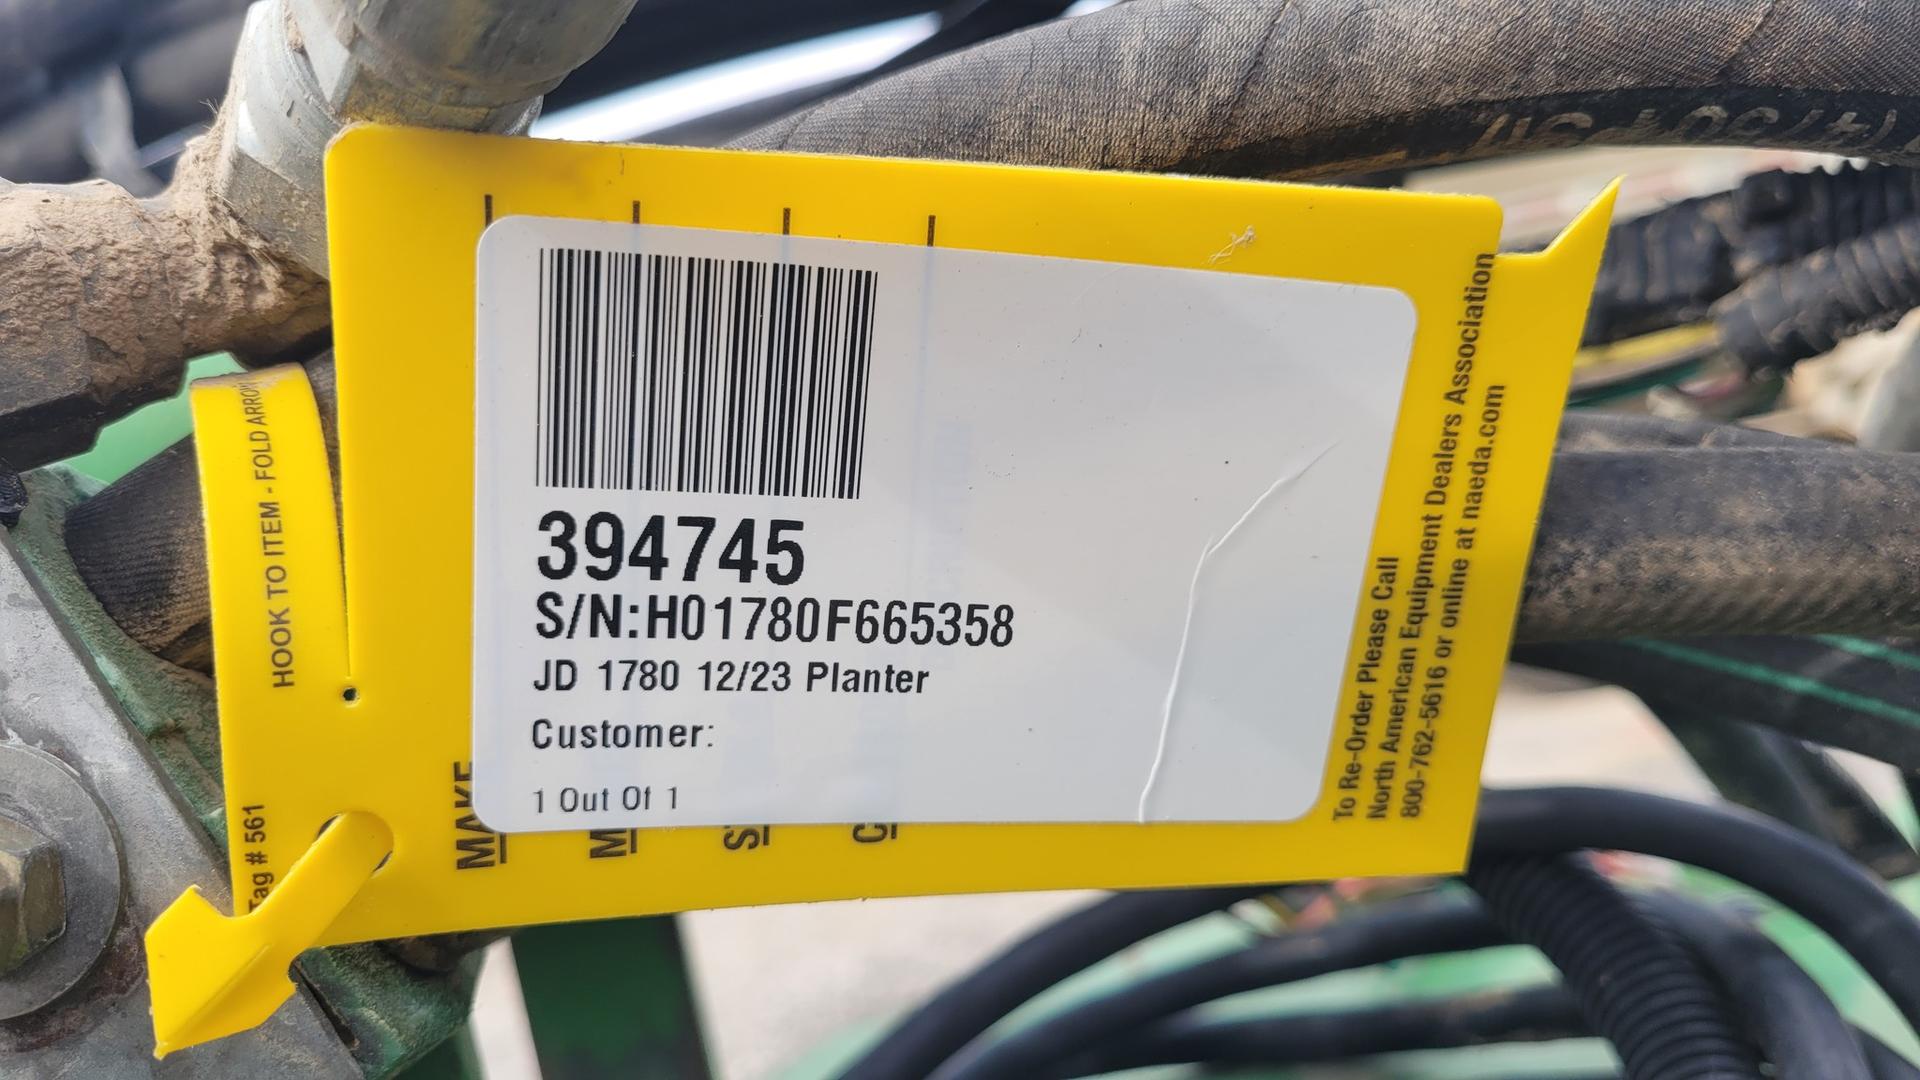 394745
S/N:H01780F665358
JD 1780 12/23 Planter
Customer:
1 Out Of 1
HOOK TO ITEM - FOLD ARROW
Tag # 561
MAKE
To Re-Order Please Call
North American Equipment Dealers Association
800-762-5616 or online at naeda.com